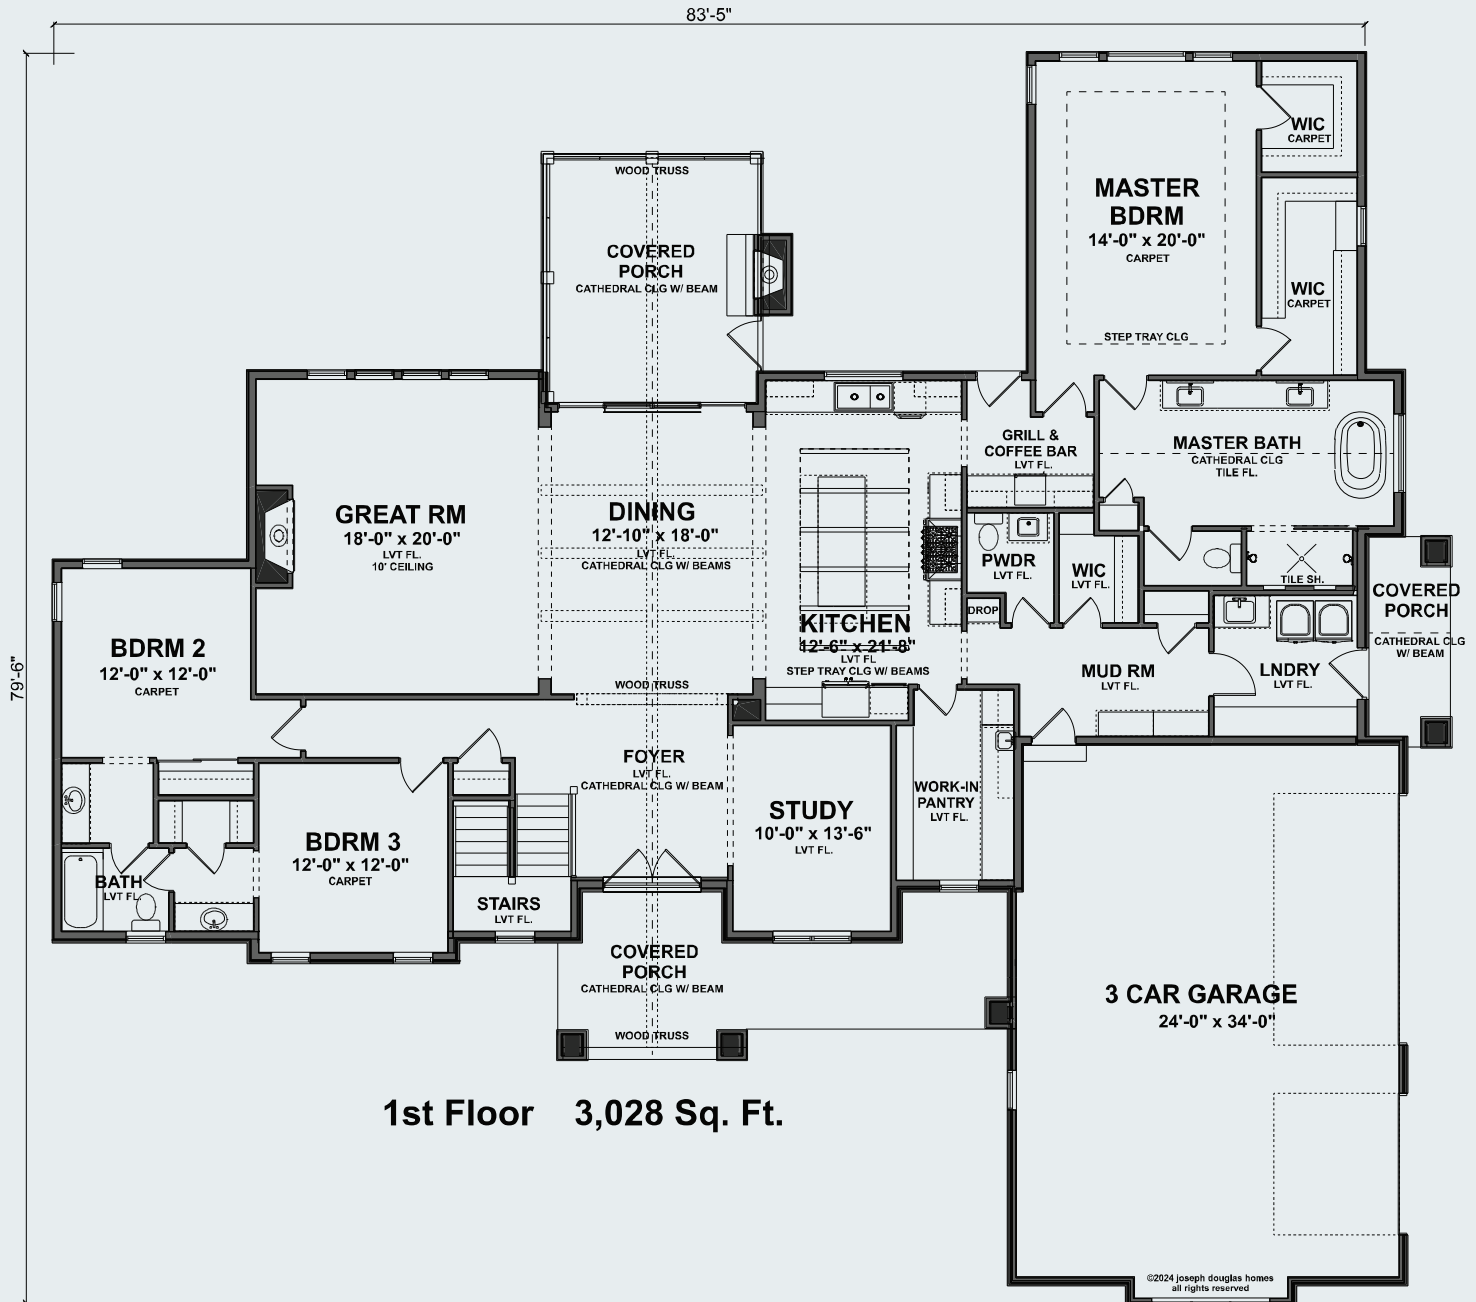 83'-5"
79'-6"
WOOD TRUSS
COVERED
PORCH
CATHEDRAL CLG W/ BEAM
MASTER
BDRM
14'-0" x 20'-0"
CARPET
STEP TRAY CLG
WIC
CARPET
WIC
CARPET
GREAT RM
18'-0" x 20'-0"
LVT FL.
10' CEILING
DINING
12'-10" x 18'-0"
LVT FL.
CATHEDRAL CLG W/ BEAMS
WOOD TRUSS
KITCHEN
12'-6" x 21'-8"
LVT FL
STEP TRAY CLG W/ BEAMS
GRILL &
COFFEE BAR
LVT FL.
MASTER BATH
CATHEDRAL CLG
TILE FL.
TILE SH.
PWDR
LVT FL.
WIC
LVT FL.
DROP
COVERED
PORCH
CATHEDRAL CLG
W/ BEAM
MUD RM
LVT FL.
LNDRY
LVT FL.
BDRM 2
12'-0" x 12'-0"
CARPET
FOYER
LVT FL.
CATHEDRAL CLG W/ BEAM
STUDY
10'-0" x 13'-6"
LVT FL.
WORK-IN
PANTRY
LVT FL.
BDRM 3
12'-0" x 12'-0"
CARPET
BATH
LVT FL.
STAIRS
LVT FL.
COVERED
PORCH
CATHEDRAL CLG W/ BEAM
WOOD TRUSS
3 CAR GARAGE
24'-0" x 34'-0"
1st Floor 3,028 Sq. Ft.
©2024 joseph douglas homes
all rights reserved